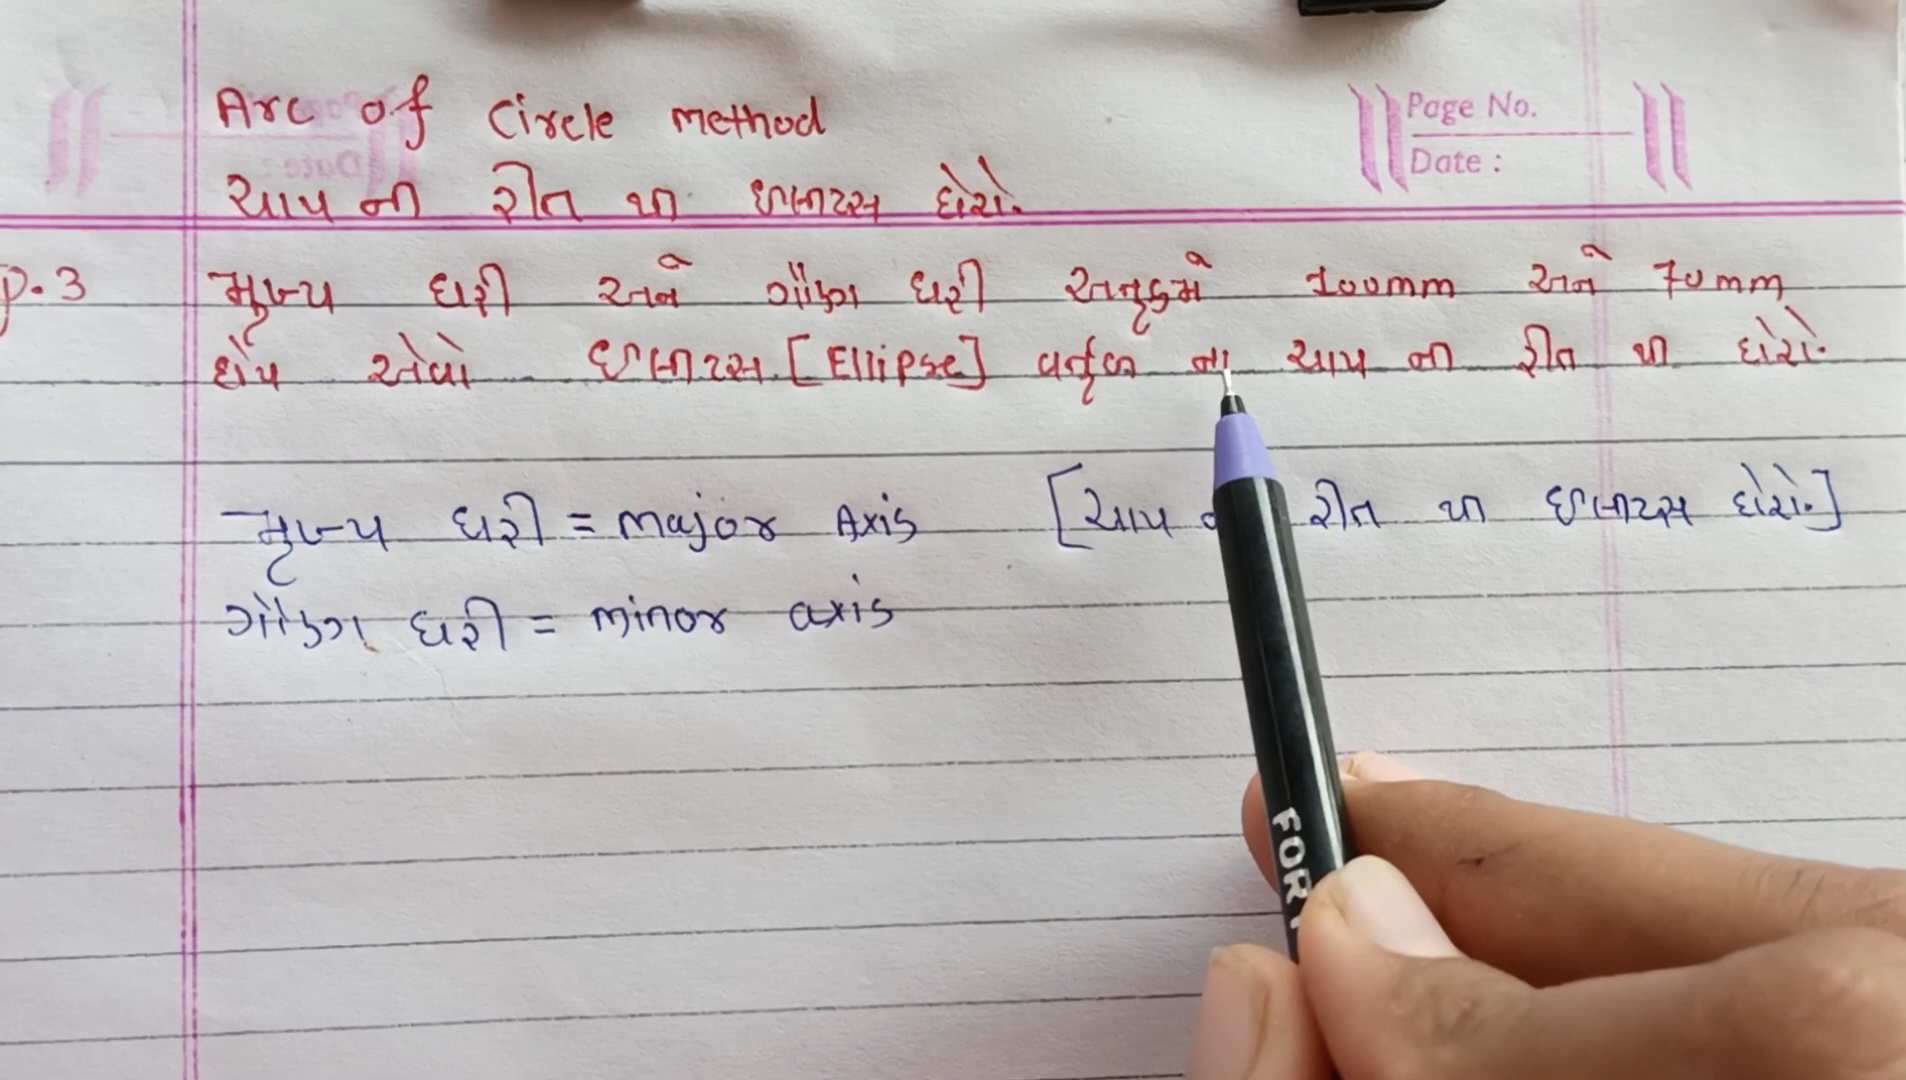 Arc of Circle method
Page No.
Date :
ચાપ ની રીત થી ઇલીપ્સ દોરો.
P. 3 મુખ્ય ધરી અને ગૌણ ધરી અનુક્રમે 100mm અને 70mm
હોય એવો ઇલીપ્સ [Ellipse] વર્તુળ ના ચાપ ની રીત થી દોરો.
મુખ્ય ધરી = major Axis [ચાપ રીત થી ઇલીપ્સ દોરો.]
ગૌણ ધરી = minor axis
FOR